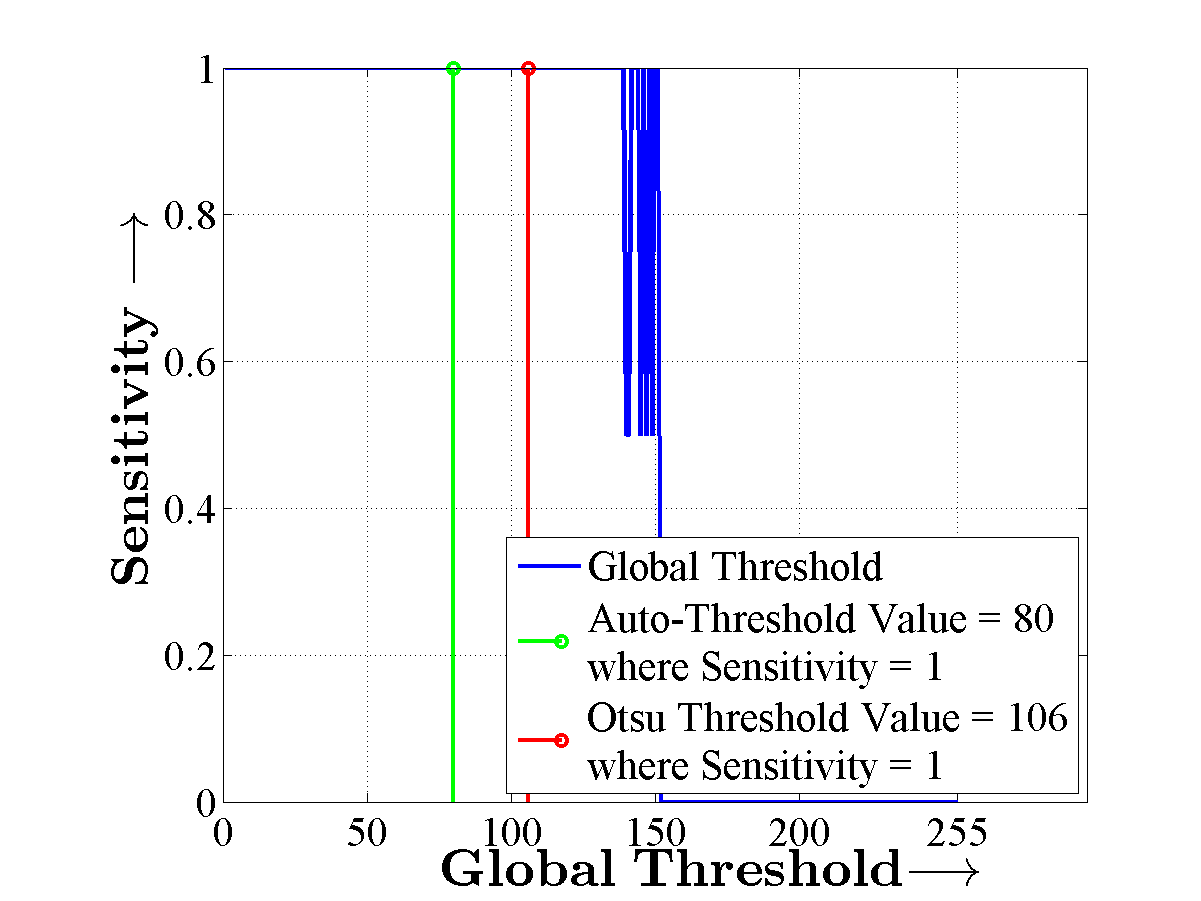 1
0.8
0.6
0.4
0.2
0
Sensitivity →
Global Threshold
Auto-Threshold Value = 80
where Sensitivity = 1
Otsu Threshold Value = 106
where Sensitivity = 1
0 50 100 150 200 255
Global Threshold→